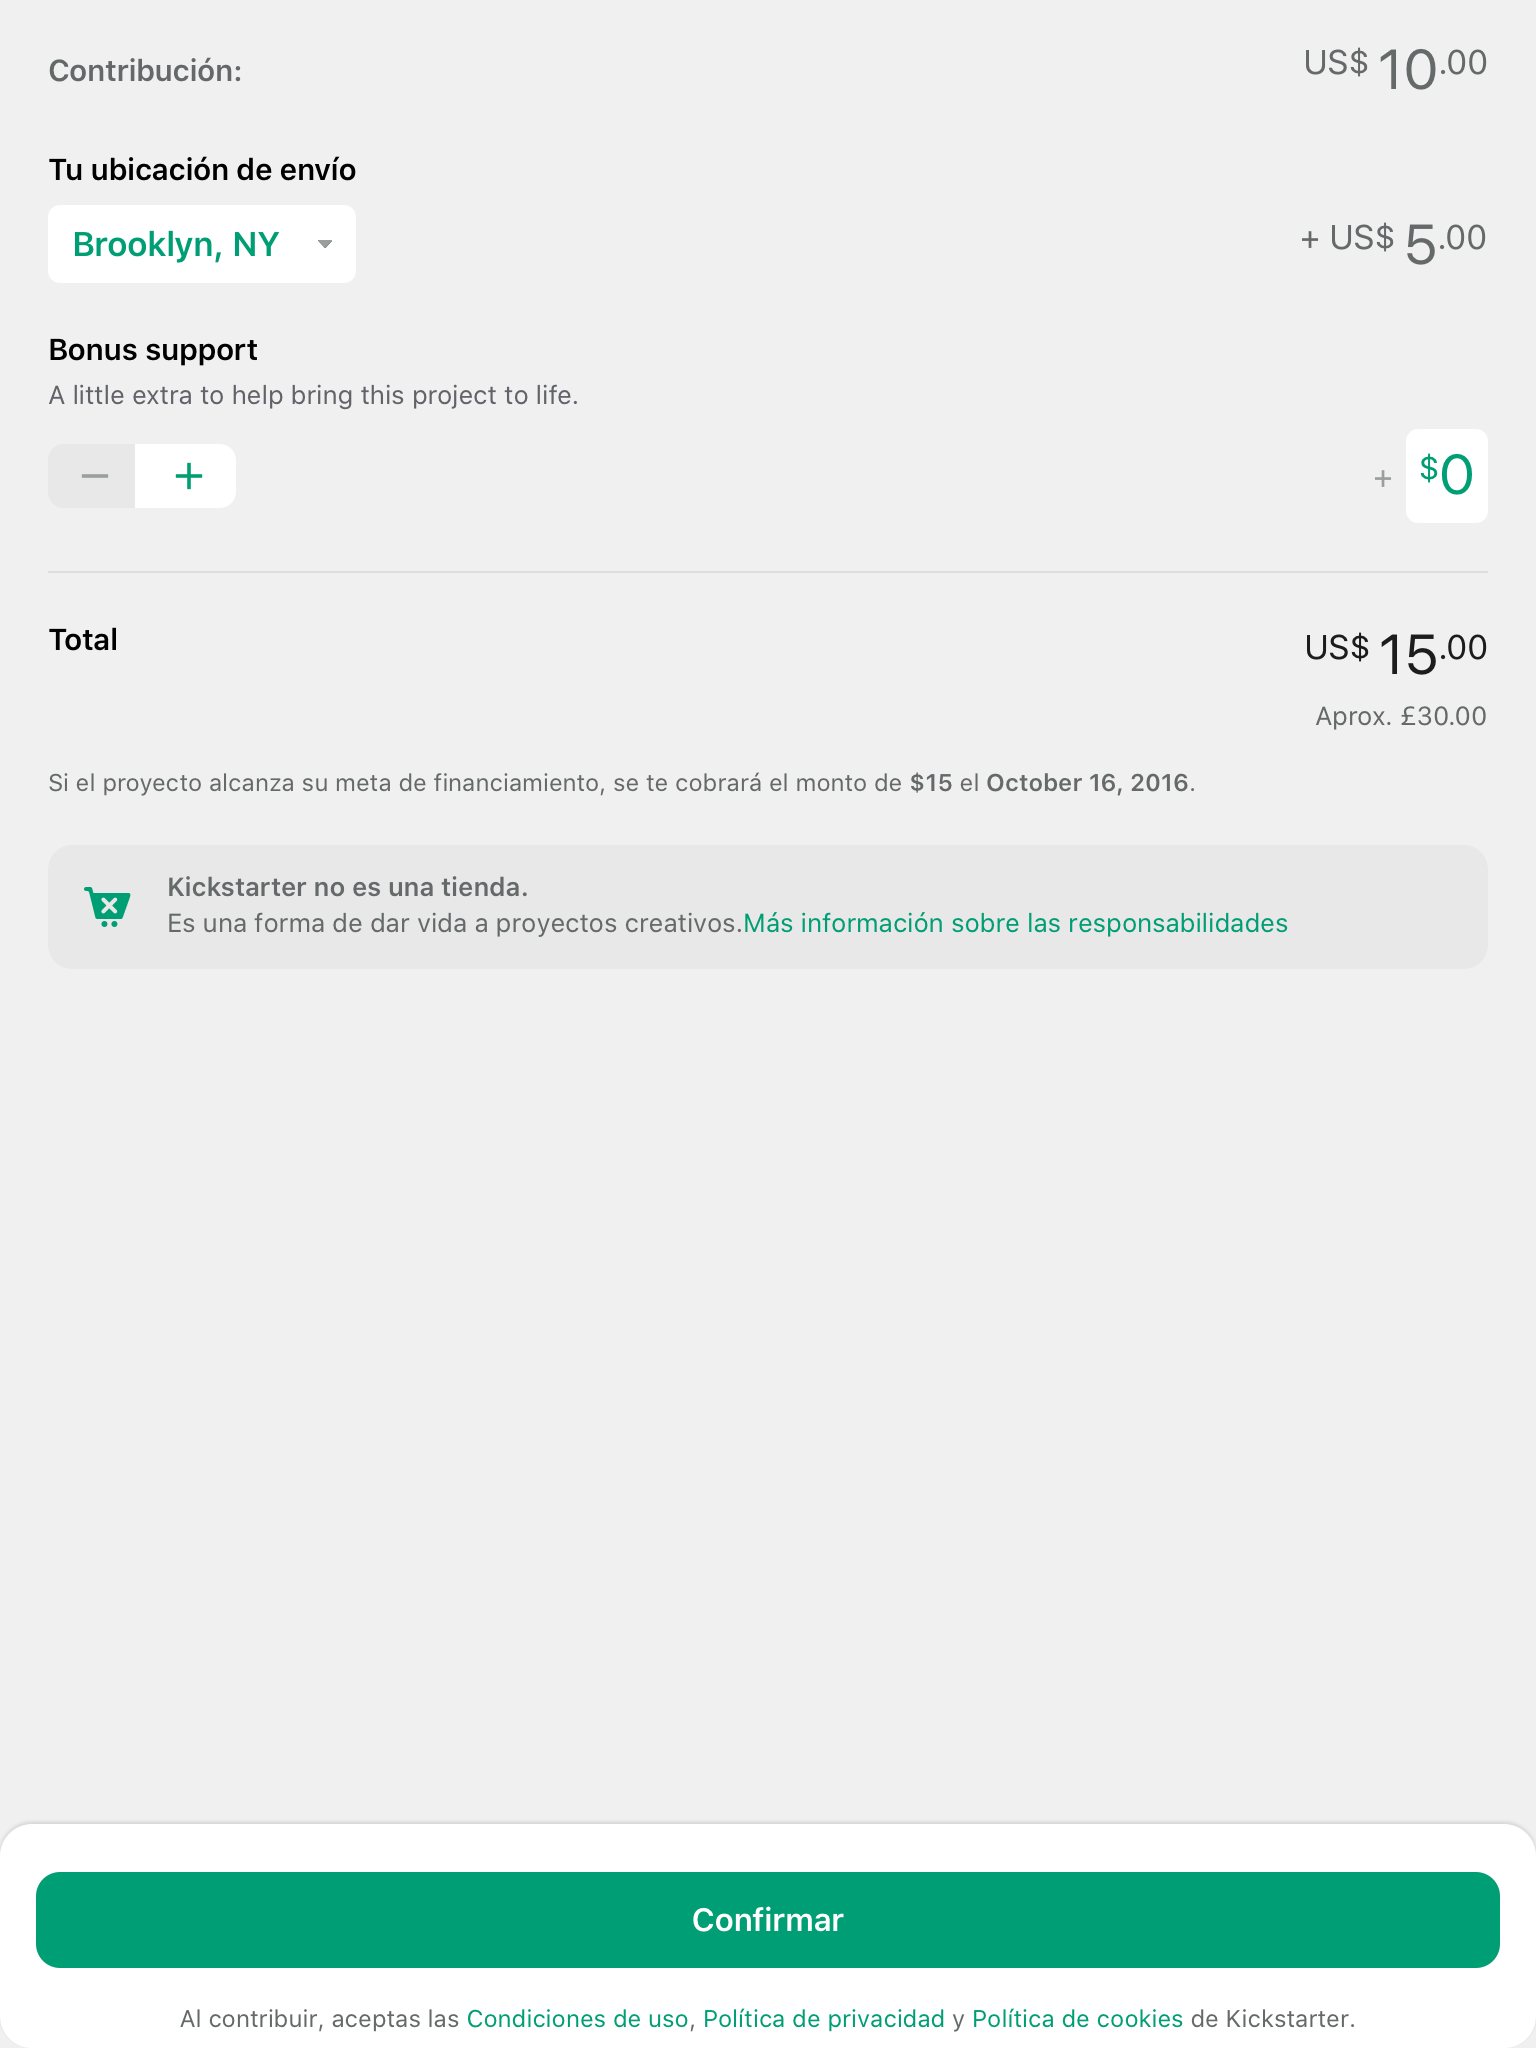 Contribución:
US$ 10.00
Tu ubicación de envío
Brooklyn, NY
+ US$ 5.00
Bonus support
A little extra to help bring this project to life.
− +
+ $0
Total
US$ 15.00
Aprox. £30.00
Si el proyecto alcanza su meta de financiamiento, se te cobrará el monto de $15 el October 16, 2016.
Kickstarter no es una tienda.
Es una forma de dar vida a proyectos creativos.Más información sobre las responsabilidades
Confirmar
Al contribuir, aceptas las Condiciones de uso, Política de privacidad y Política de cookies de Kickstarter.